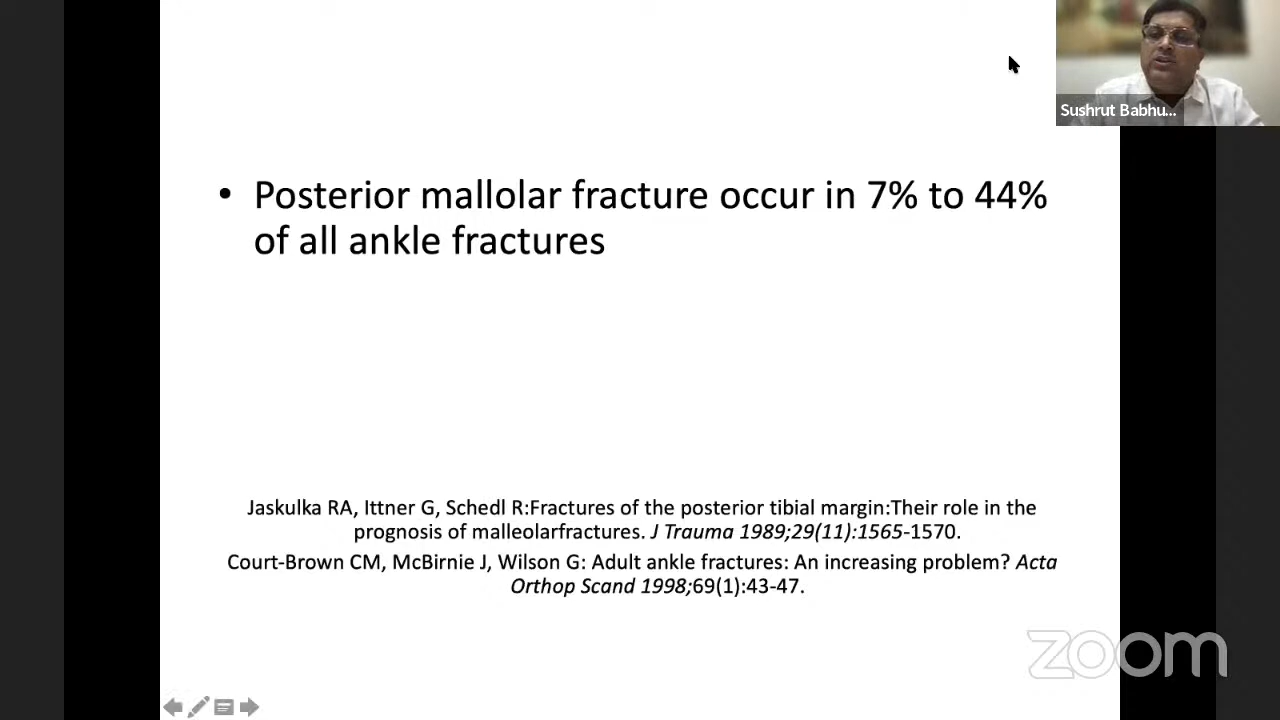 Sushrut Babhu...
• Posterior mallolar fracture occur in 7% to 44%
of all ankle fractures
Jaskulka RA, Ittner G, Schedl R:Fractures of the posterior tibial margin:Their role in the
prognosis of malleolarfractures. J Trauma 1989;29(11):1565-1570.
Court-Brown CM, McBirnie J, Wilson G: Adult ankle fractures: An increasing problem? Acta
Orthop Scand 1998;69(1):43-47.
zoom